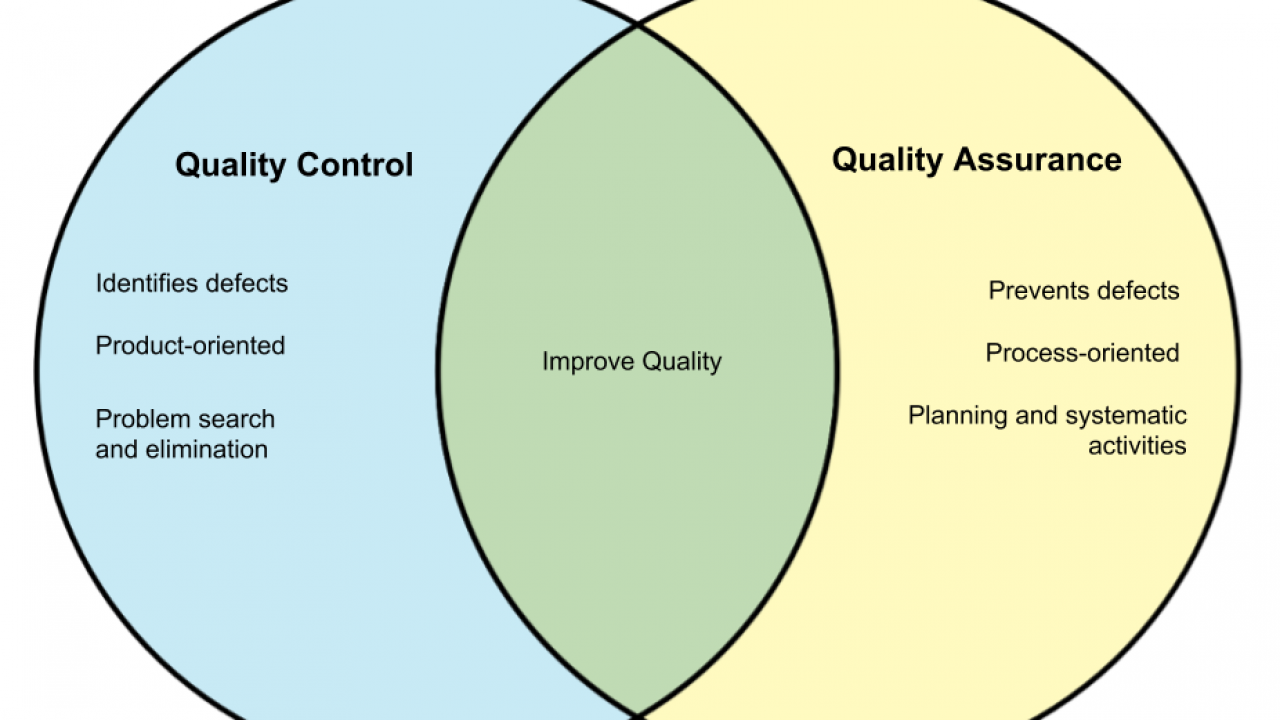 Quality Control
Identifies defects
Product-oriented
Problem search
and elimination
Improve Quality
Quality Assurance
Prevents defects
Process-oriented
Planning and systematic
activities